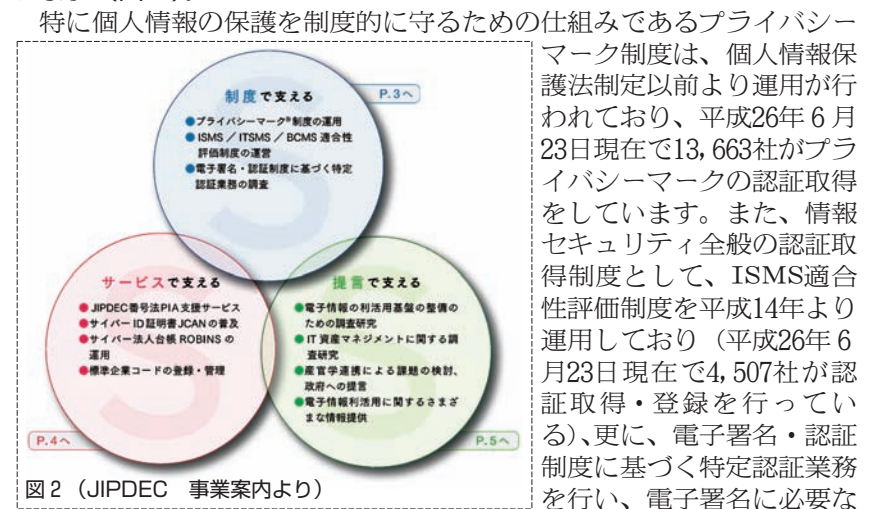 特に個人情報の保護を制度的に守るための仕組みであるプライバシー
マーク制度は、個人情報保
護法制定以前より運用が行
われており、平成26年6月
23日現在で13,663社がプラ
イバシーマークの認証取得
をしています。また、情報
セキュリティ全般の認証取
得制度として、ISMS適合
性評価制度を平成14年より
運用しており（平成26年6
月23日現在で4,507社が認
証取得・登録を行ってい
る）、更に、電子署名・認証
制度に基づく特定認証業務
を行い、電子署名に必要な
制度で支える
P.3へ
●プライバシーマーク®制度の運用
●ISMS／ITSMS／BCMS適合性
評価制度の運営
●電子署名・認証制度に基づく特定
認証業務の調査
サービスで支える
●JIPDEC番号法PIA支援サービス
●サイバーID証明書JCANの普及
●サイバー法人台帳ROBINSの
運用
●標準企業コードの登録・管理
P.4へ
提言で支える
●電子情報の利活用基盤の整備の
ための調査研究
●IT資産マネジメントに関する調
査研究
●産官学連携による課題の検討、
政府への提言
●電子情報利活用に関するさまざ
まな情報提供
P.5へ
図2（JIPDEC　事業案内より）